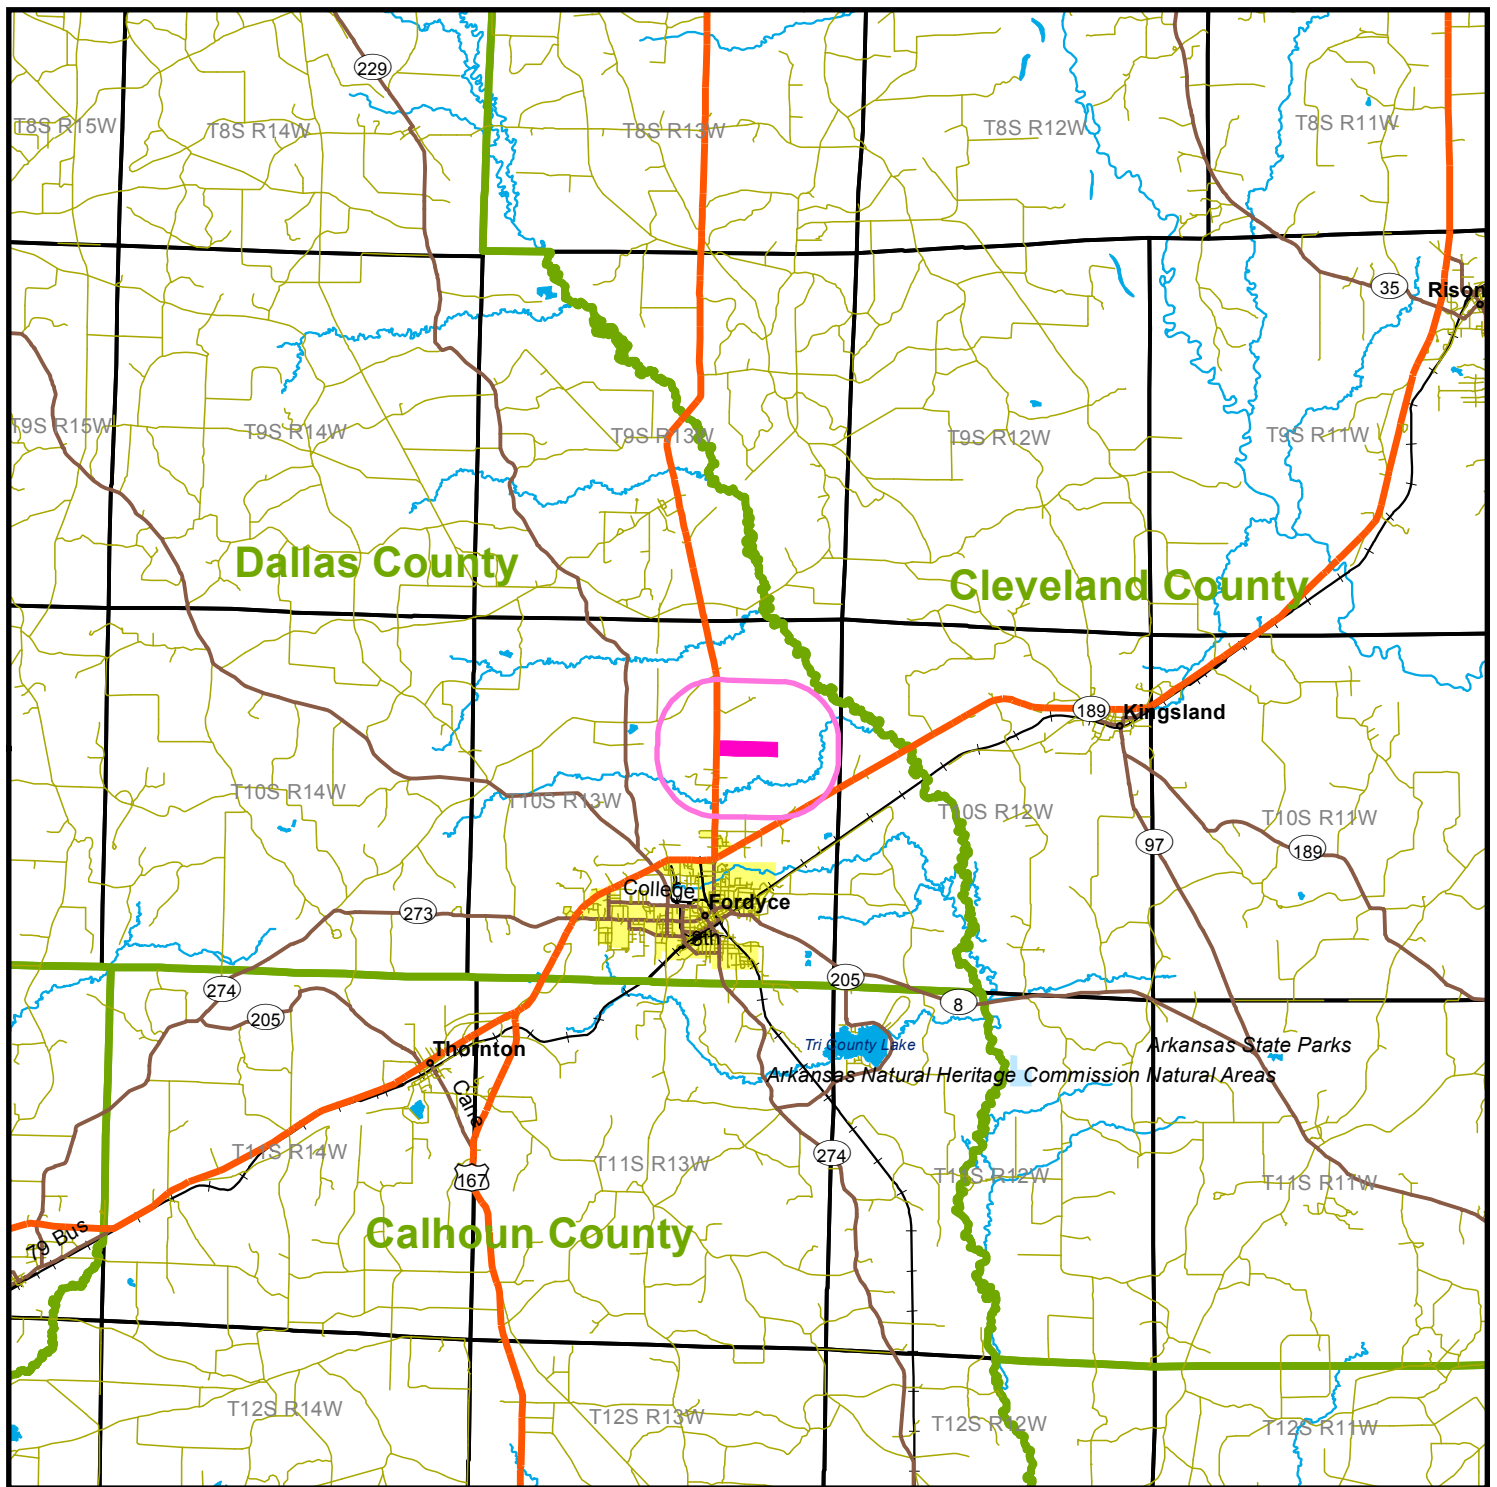 229
T8S R15W
T8S R14W
T8S R13W
T8S R12W
T8S R11W
35
Rison
T9S R15W
T9S R14W
T9S R13W
T9S R12W
T9S R11W
Dallas County
Cleveland County
189
Kingsland
T10S R14W
T10S R13W
T10S R12W
T10S R11W
97
189
College
Fordyce
273
8th
274
205
205
8
Thornton
Tri County Lake
Arkansas State Parks
Arkansas Natural Heritage Commission Natural Areas
Carre
T11S R14W
T11S R13W
274
T11S R12W
T11S R11W
167
79 Bus
Calhoun County
T12S R14W
T12S R13W
T12S R12W
T12S R11W